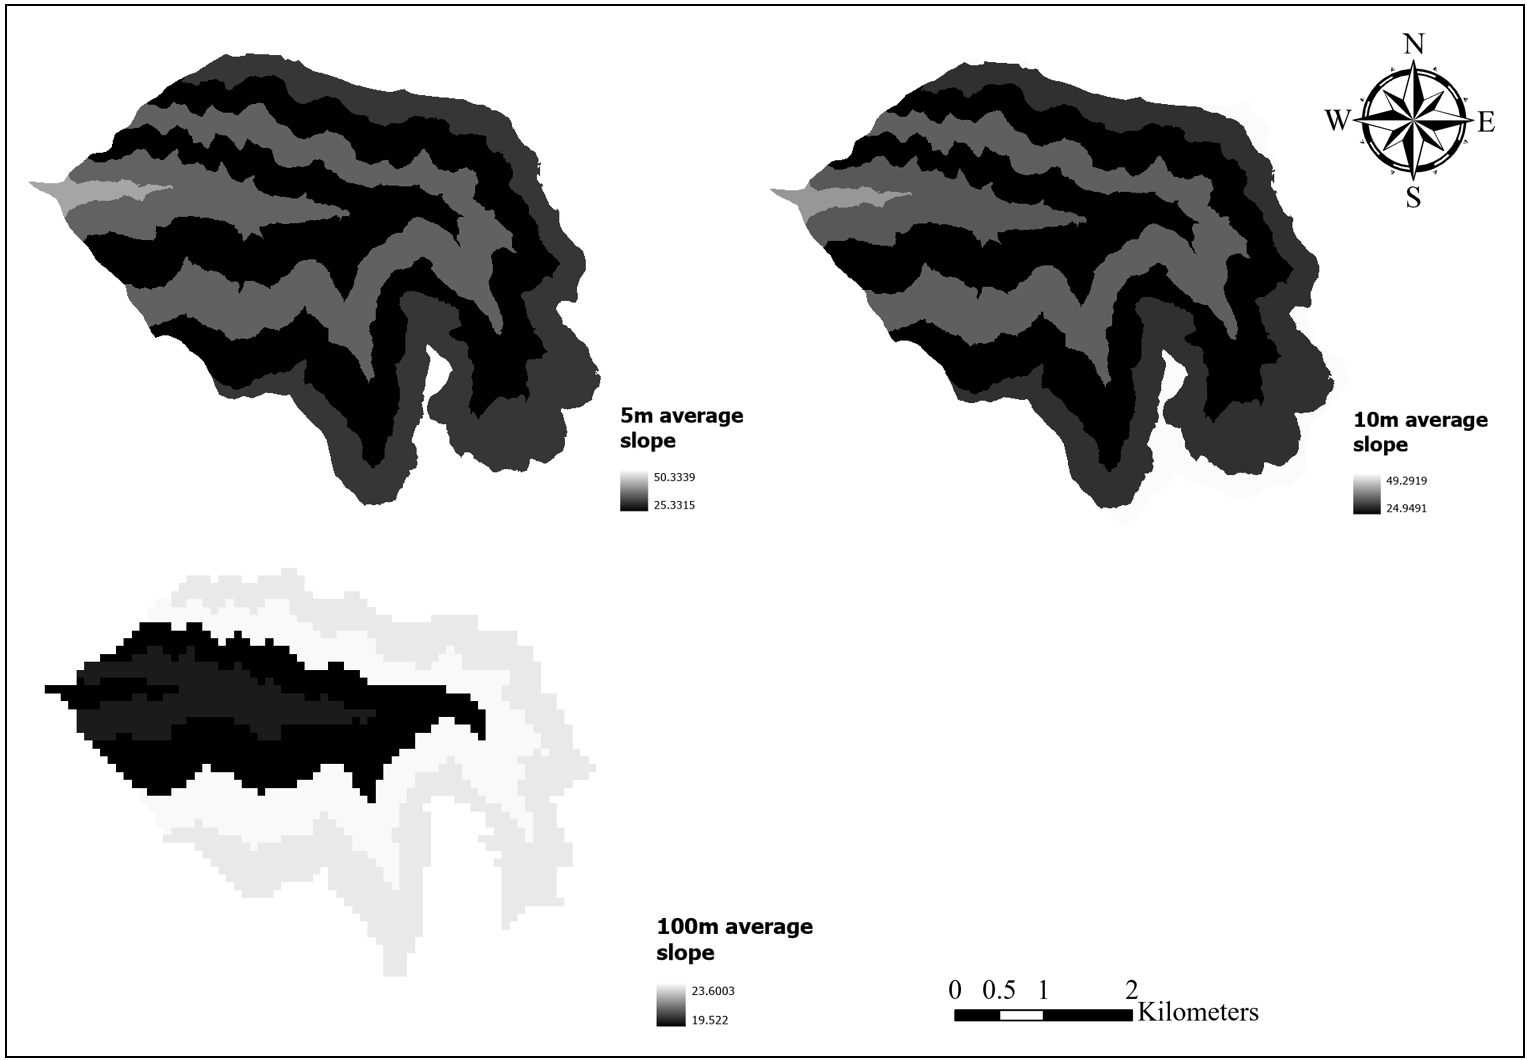 N
W
E
S
5m average
slope
50.3339
25.3315
10m average
slope
49.2919
24.9491
100m average
slope
23.6003
19.522
0 0.5 1 2
Kilometers